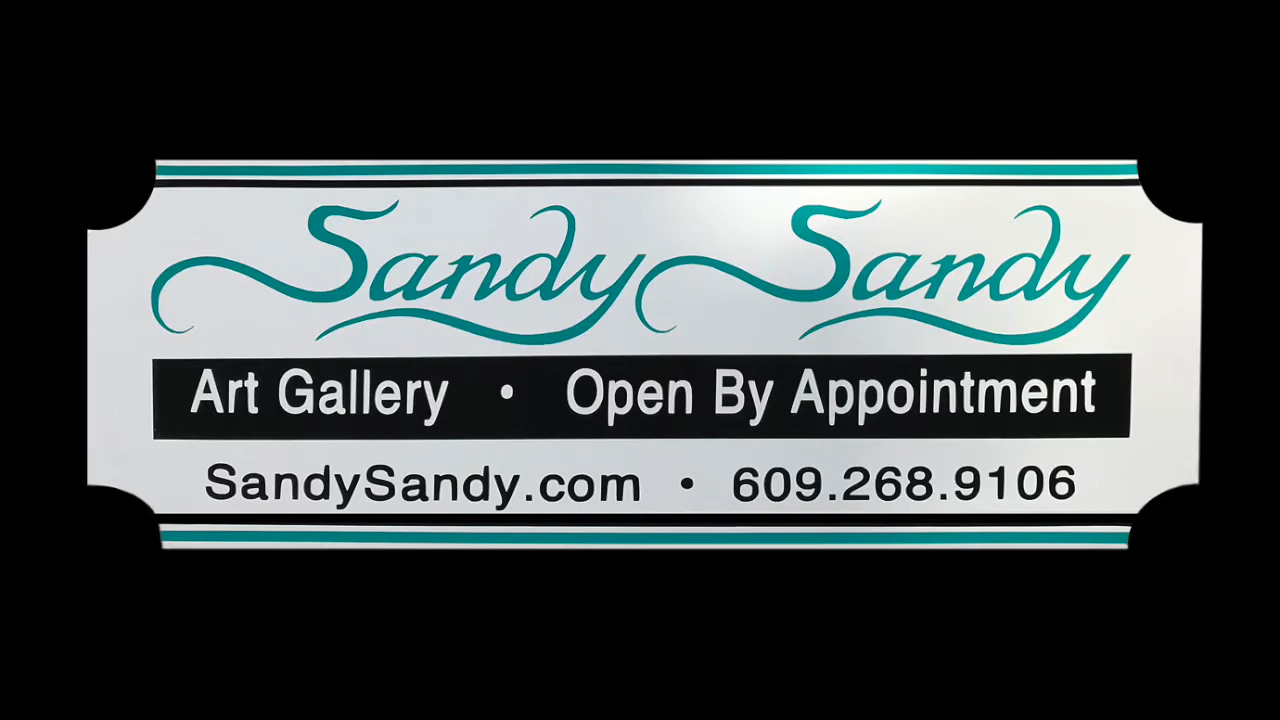 Sandy Sandy
Art Gallery • Open By Appointment
SandySandy.com • 609.268.9106